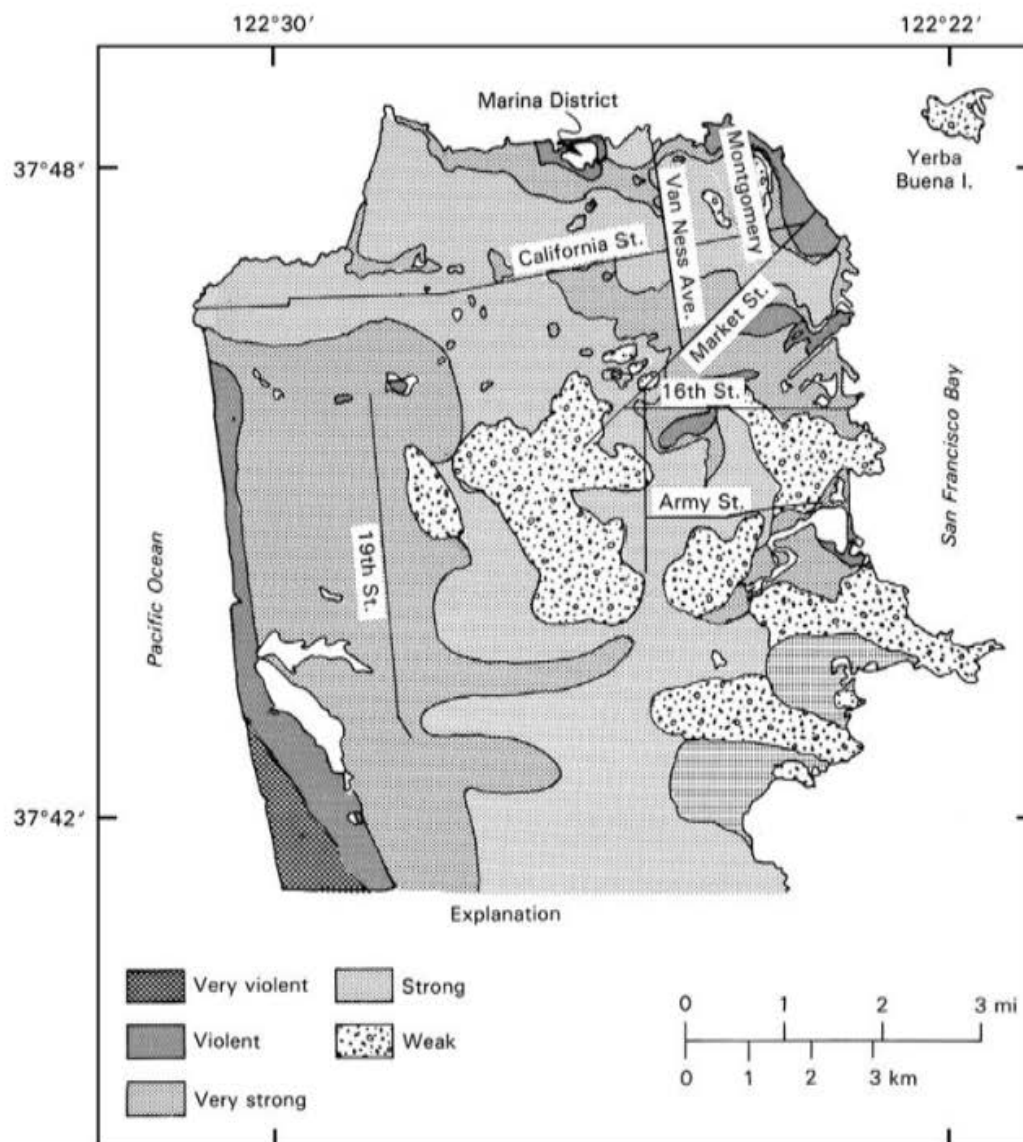 122°30′
122°22′
Marina District
37°48′
Yerba
Buena I.
Montgomery
Van Ness Ave.
California St.
Market St.
16th St.
Army St.
19th St.
Pacific Ocean
San Francisco Bay
37°42′
Explanation
Very violent
Strong
Violent
Weak
Very strong
0 1 2 3 mi
0 1 2 3 km